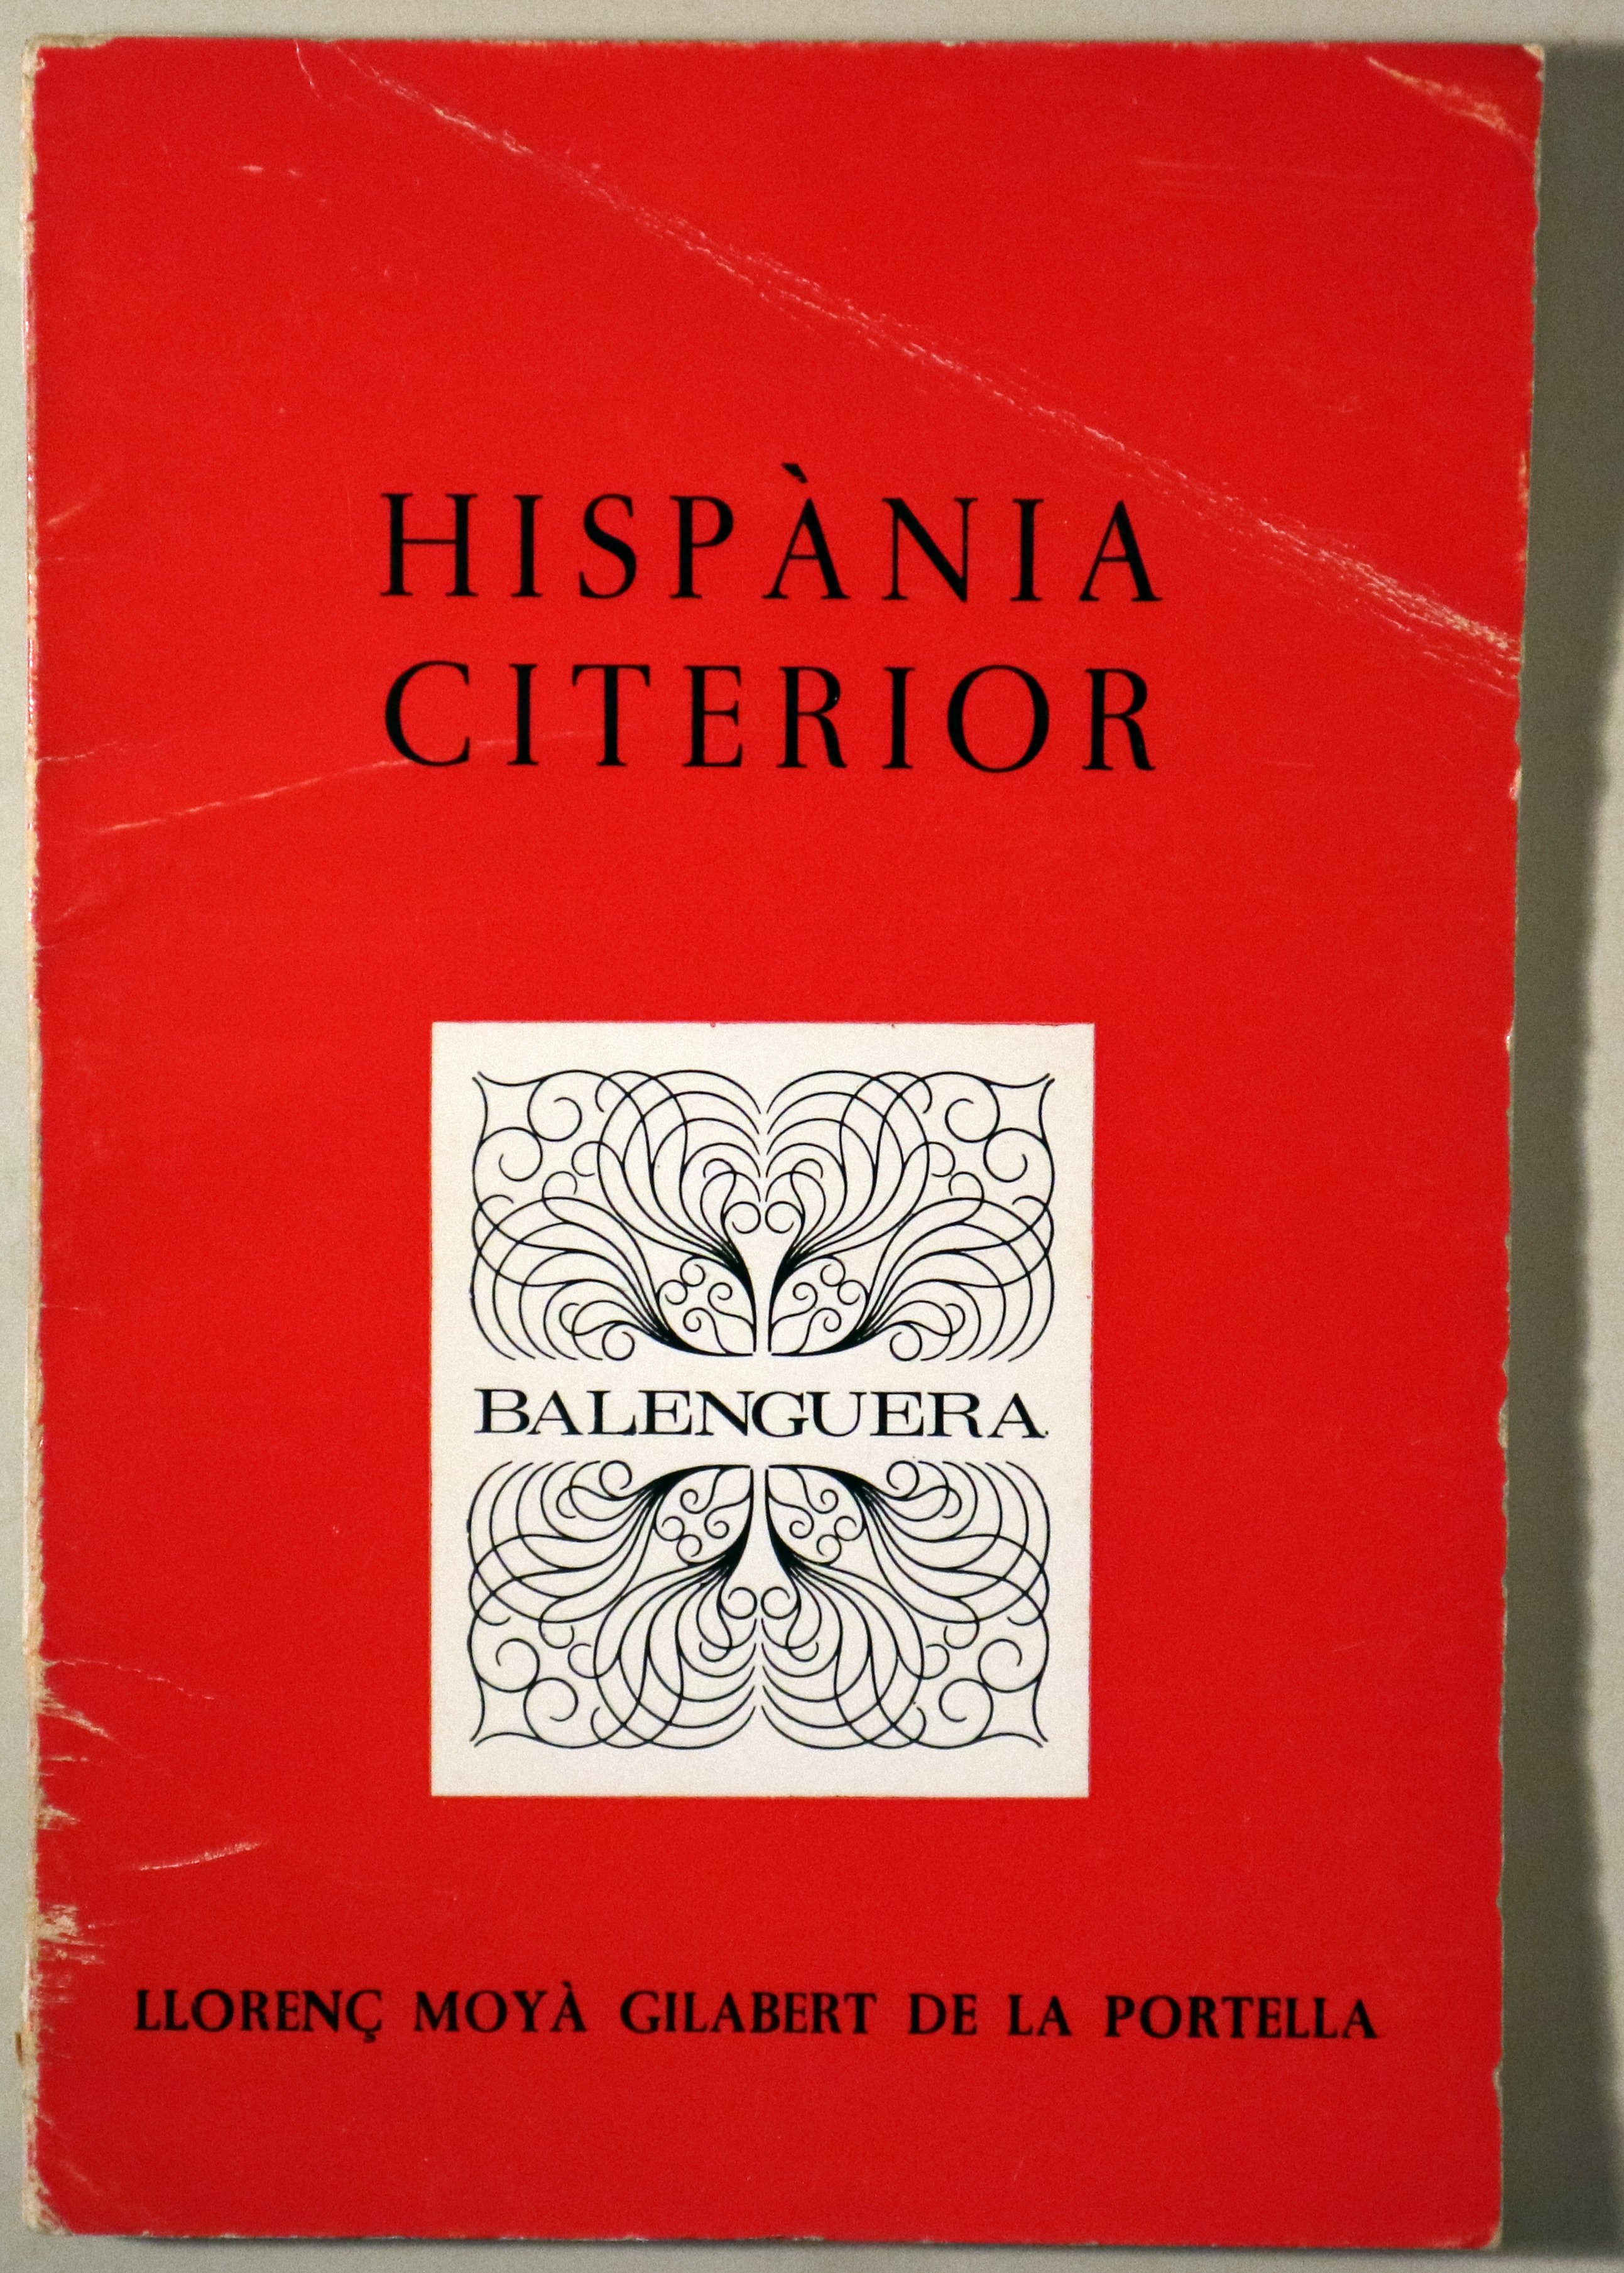 HISPÀNIA
CITERIOR
BALENGUERA
LLORENÇ MOYÀ GILABERT DE LA PORTELLA